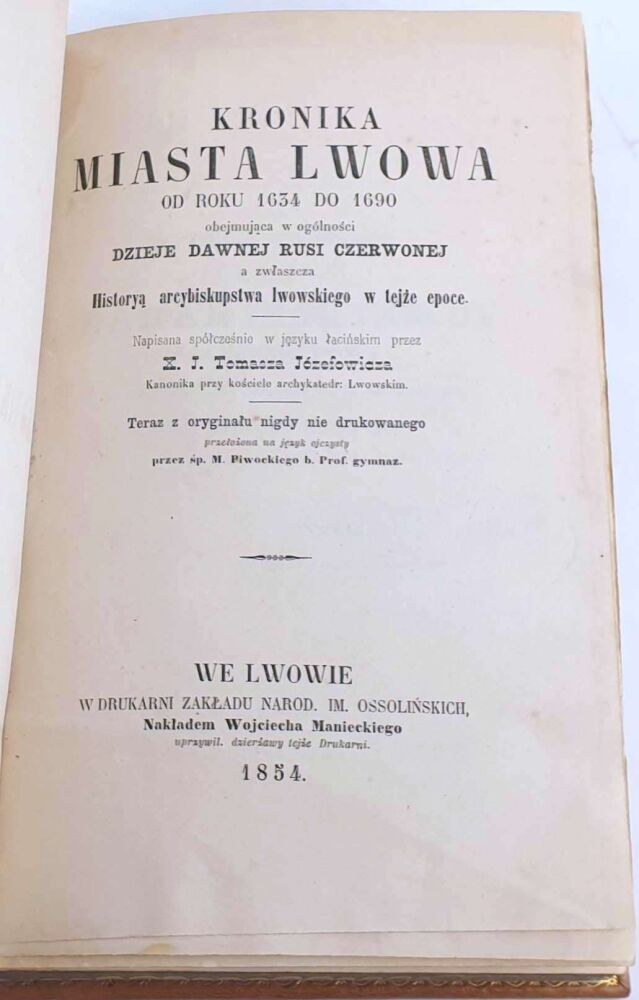 KRONIKA
MIASTA LWOWA
OD ROKU 1634 DO 1690
obejmująca w ogólności
DZIEJE DAWNEJ RUSI CZERWONEJ
a zwłaszcza
Historyą arcybiskupstwa lwowskiego w tejże epoce.
Napisana spółcześnie w języku łacińskim przez
X. J. Tomasza Józefowicza
Kanonika przy kościele archykatedr: Lwowskim.
Teraz z oryginału nigdy nie drukowanego
przełożona na język ojczysty
przez śp. M. Piwockiego b. Prof. gymnaz.
WE LWOWIE
W DRUKARNI ZAKŁADU NAROD. IM. OSSOLIŃSKICH,
Nakładem Wojciecha Manieckiego
uprzywil. dzierżawy tejże Drukarni.
1854.